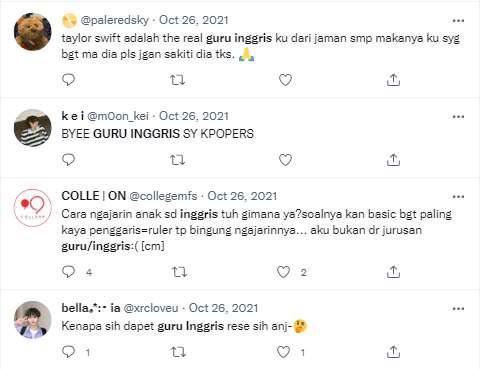 @paleredsky · Oct 26, 2021
taylor swift adalah the real guru inggris ku dari jaman smp makanya ku syg
bgt ma dia pls jgan sakiti dia tks. 🙏
k e i @m0on_kei · Oct 26, 2021
BYEE GURU INGGRIS SY KPOPERS
COLLE | ON @collegemfs · Oct 26, 2021
Cara ngajarin anak sd inggris tuh gimana ya?soalnya kan basic bgt paling
kaya penggaris=ruler tp bingung ngajarinnya... aku bukan dr jurusan
guru/inggris:( [cm]
4 2
bella｡*:･ ia @xrcloveu · Oct 26, 2021
Kenapa sih dapet guru Inggris rese sih anj-🤔
1 1